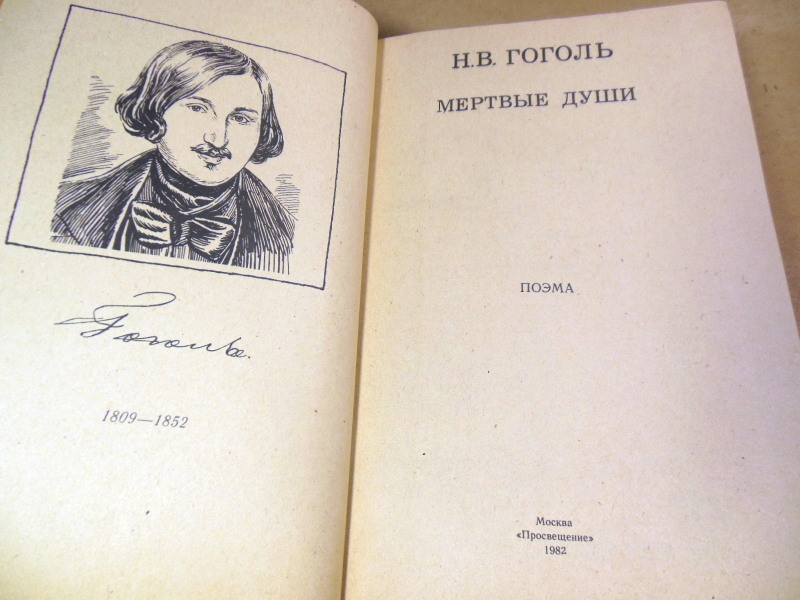 Гоголь.
1809—1852
Н.В. ГОГОЛЬ
МЕРТВЫЕ ДУШИ
ПОЭМА
Москва
«Просвещение»
1982